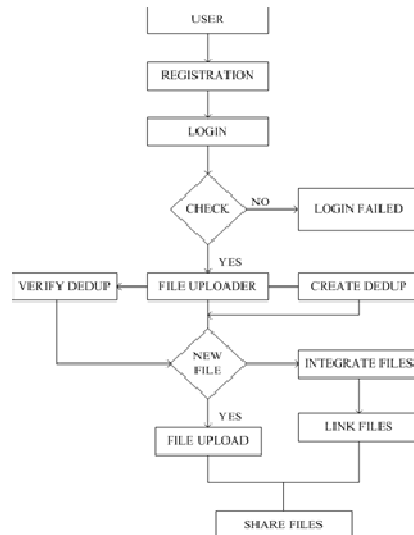 USER
REGISTRATION
LOGIN
CHECK
NO
LOGIN FAILED
YES
VERIFY DEDUP
FILE UPLOADER
CREATE DEDUP
NEW
FILE
INTEGRATE FILES
YES
FILE UPLOAD
LINK FILES
SHARE FILES